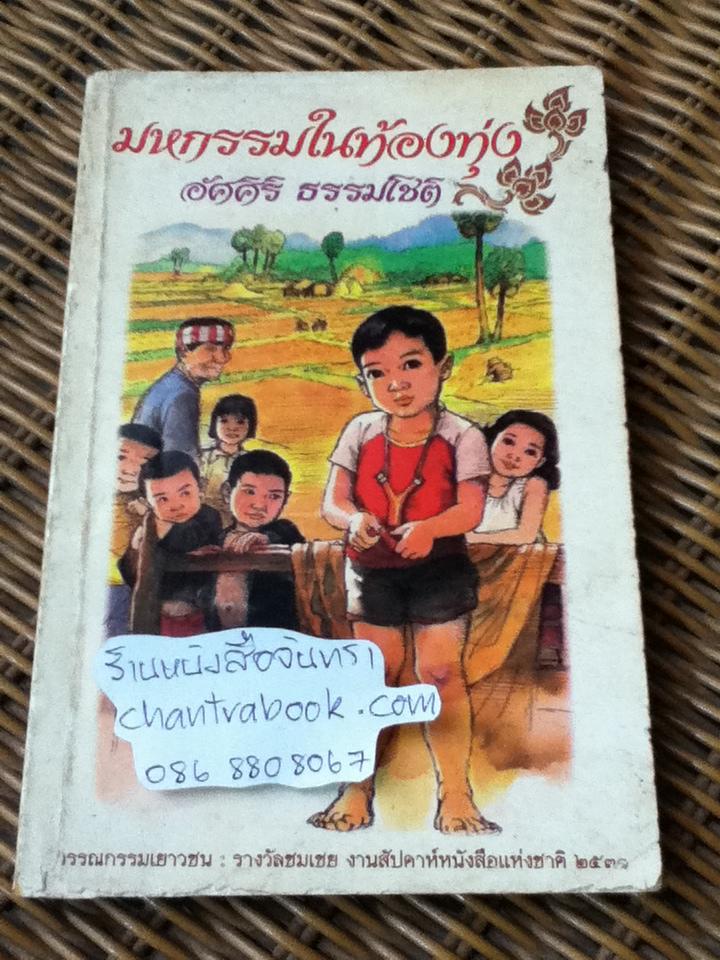 มหกรรมในท้องทุ่ง
อัศศิริ ธรรมโชติ
ร้านหนังสือจันทรา
chantrabook.com
086 8808067
วรรณกรรมเยาวชน : รางวัลชมเชย งานสัปดาห์หนังสือแห่งชาติ